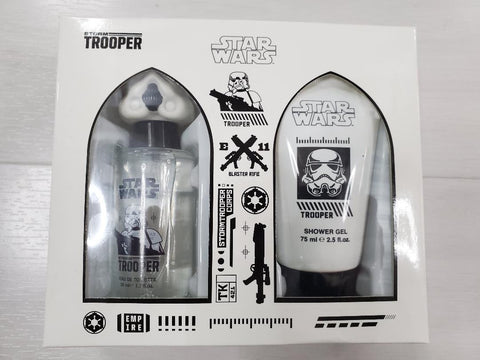 STORM
TROOPER
STAR
WARS
TROOPER
E 11
BLASTER RIFLE
STORMTROOPER
CORPS
TK
421
EMP
IRE
STAR
WARS
TROOPER
EAU DE TOILETTE
STAR
WARS
TROOPER
SHOWER GEL
75 ml e 2.5 fl.oz.